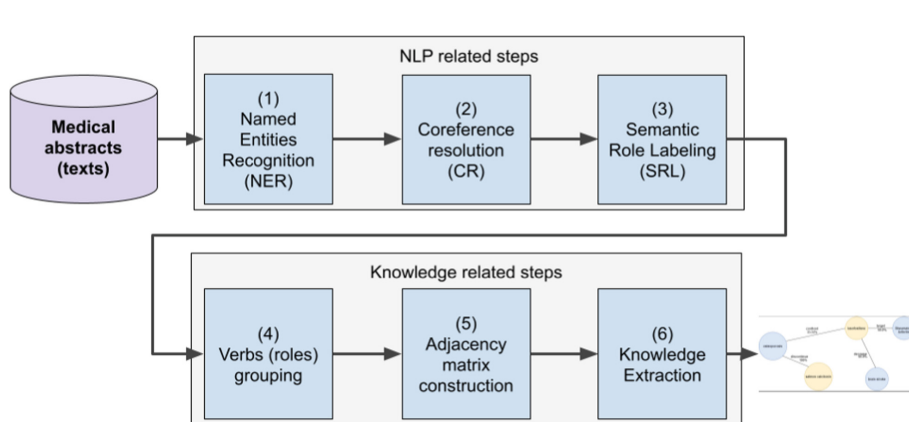 NLP related steps
Medical
abstracts
(texts)
(1)
Named
Entities
Recognition
(NER)
(2)
Coreference
resolution
(CR)
(3)
Semantic
Role Labeling
(SRL)
Knowledge related steps
(4)
Verbs (roles)
grouping
(5)
Adjacency
matrix
construction
(6)
Knowledge
Extraction